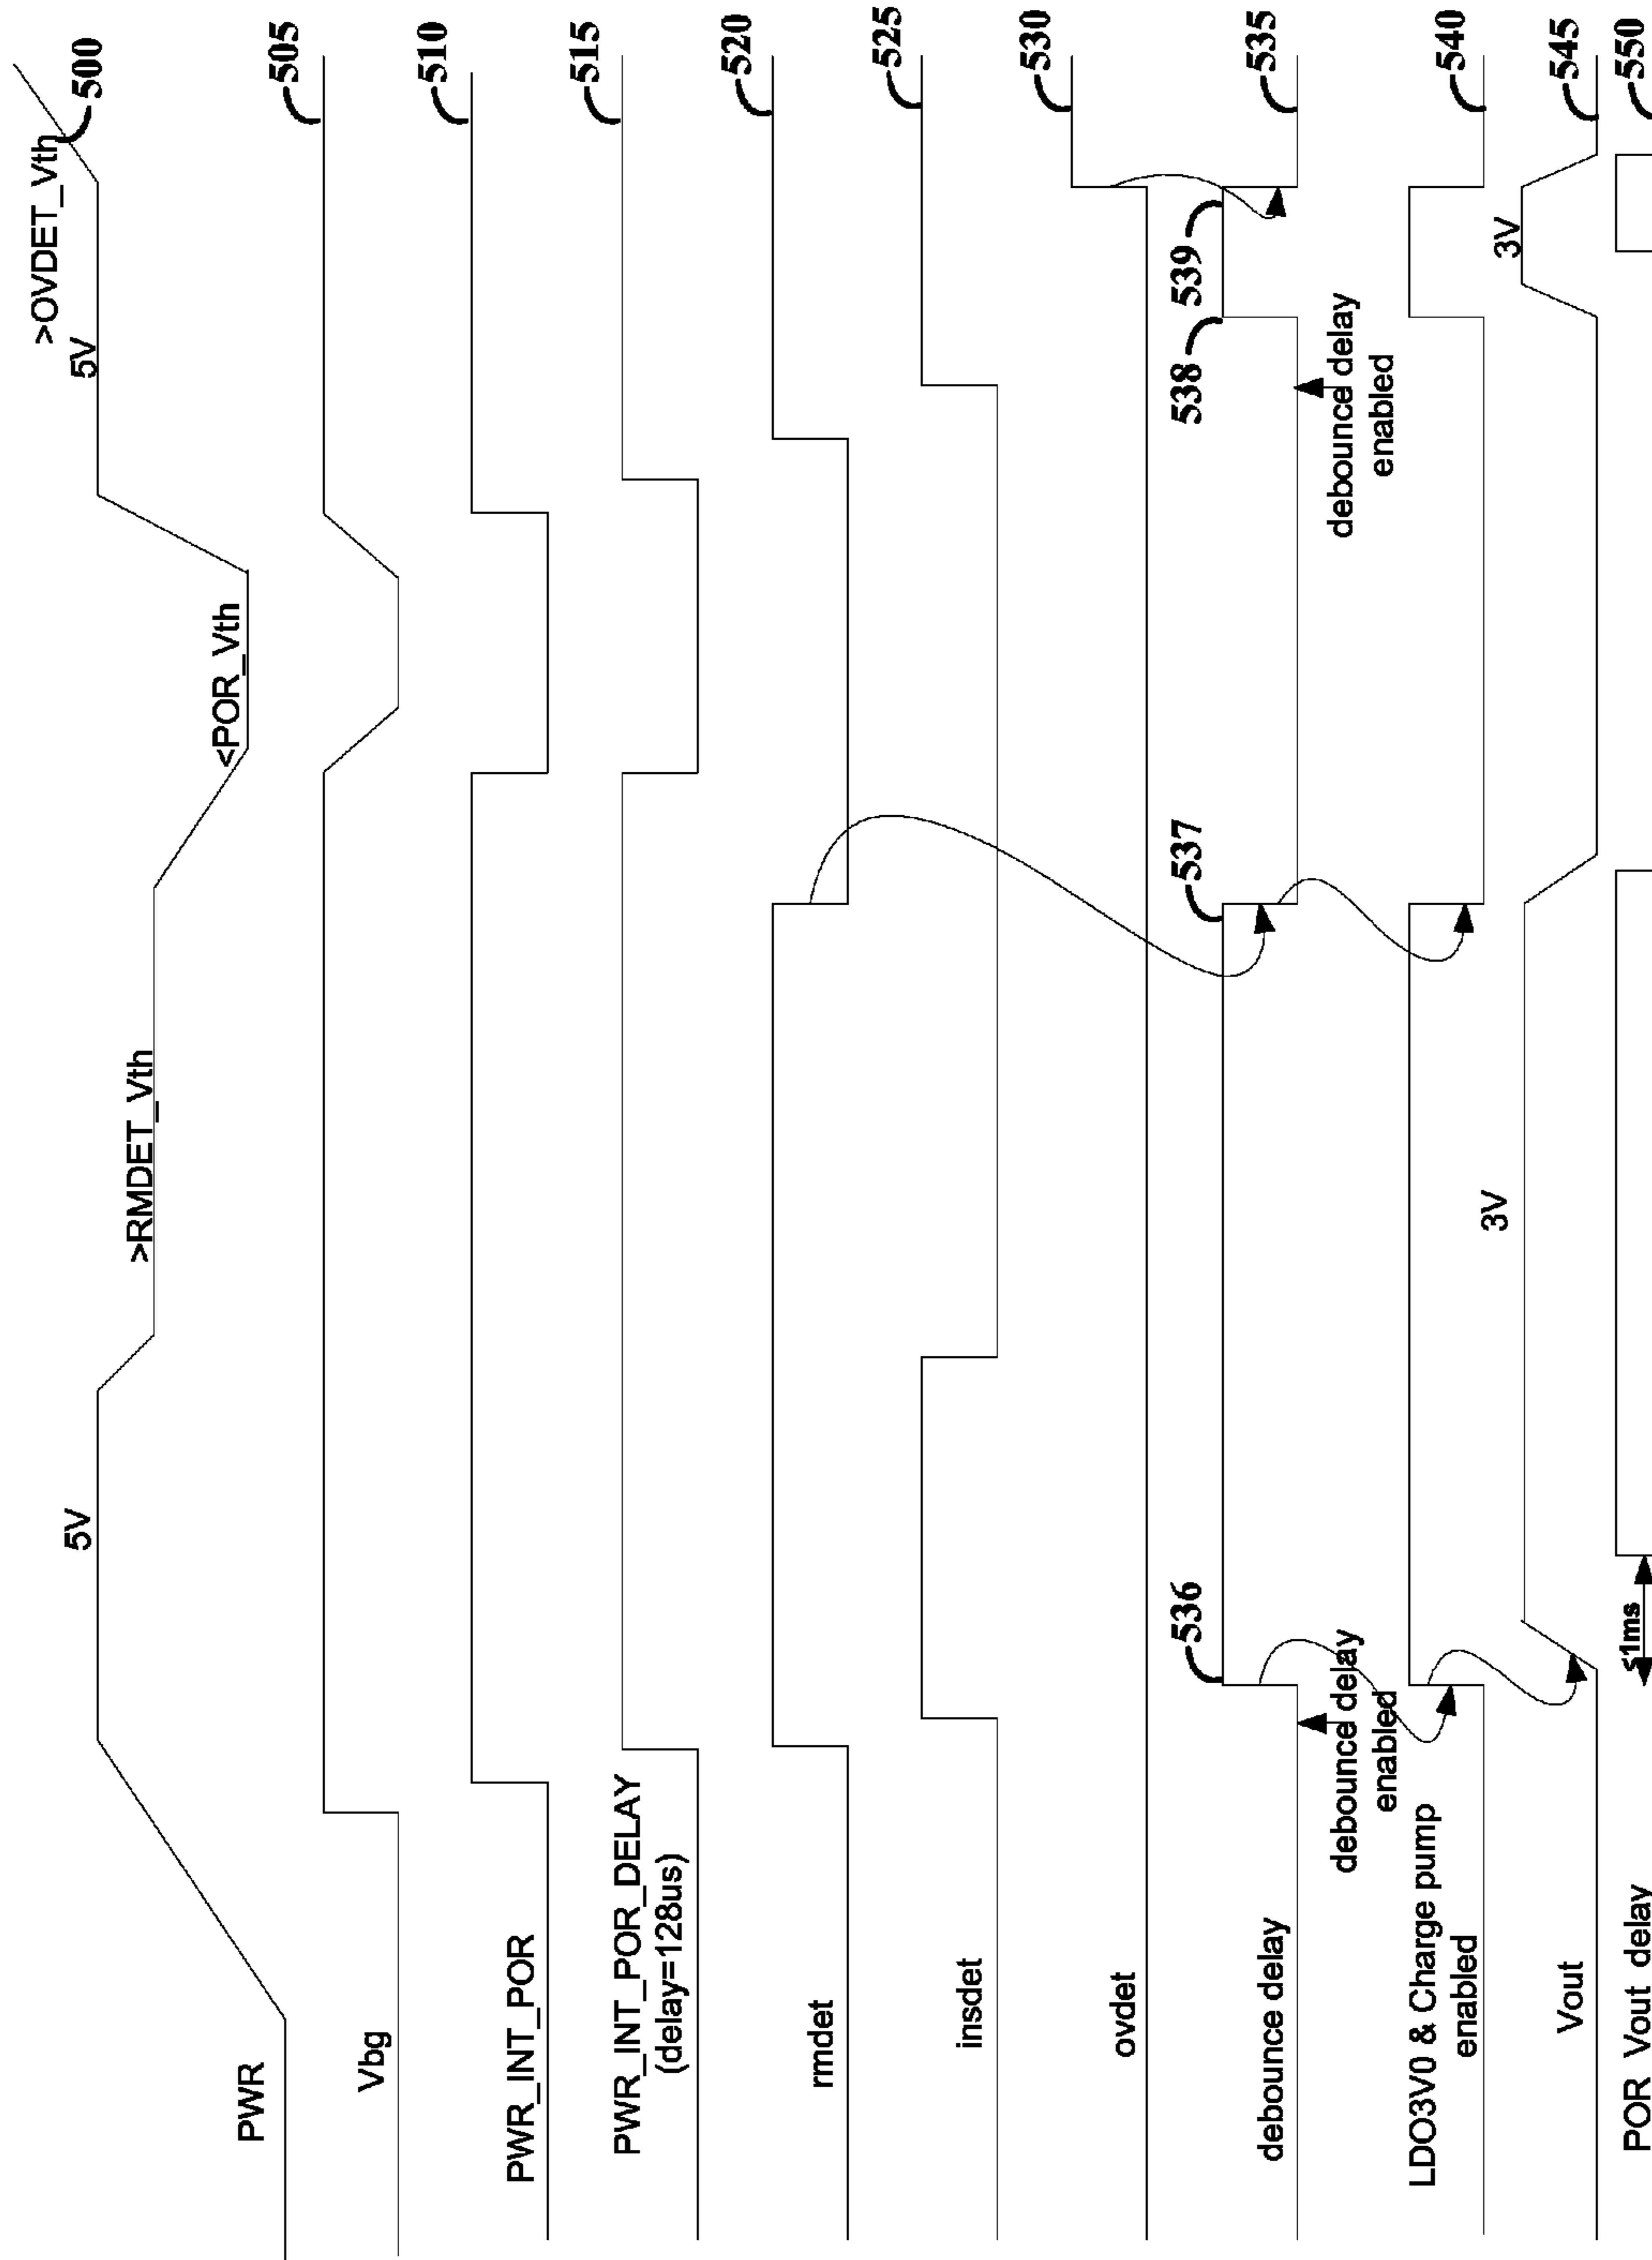 PWR
5V
>RMDET_Vth
<POR_Vth
5V
>OVDET_Vth
500
Vbg
505
PWR_INT_POR
510
PWR_INT_POR_DELAY
(delay=128us)
515
rmdet
520
insdet
525
ovdet
530
debounce delay
536
537
538
539
535
debounce delay
enabled
debounce delay
enabled
LDO3V0 & Charge pump
enabled
540
Vout
3V
3V
545
POR_Vout_delay
≤1ms
550